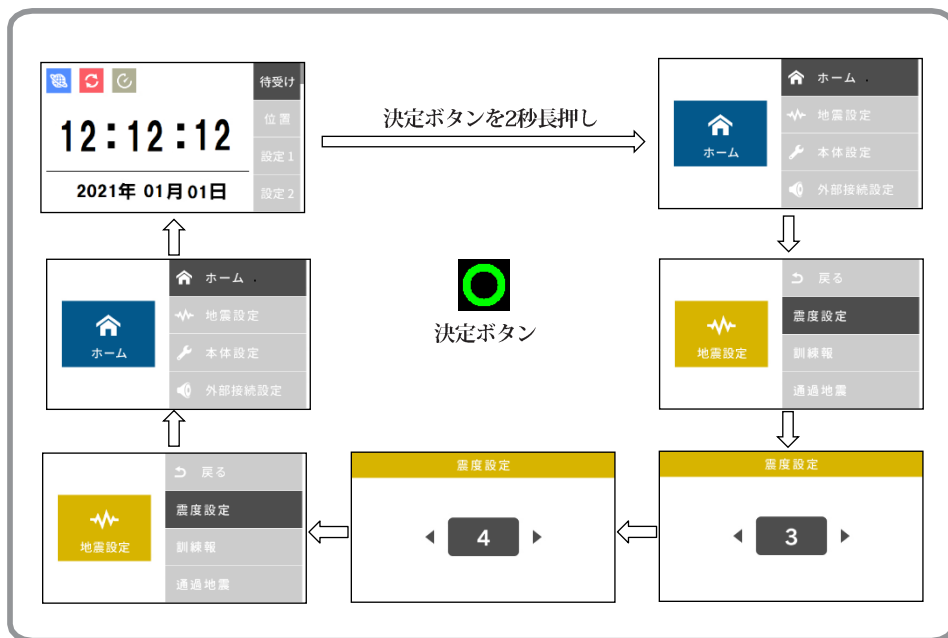 待受け
位置
設定1
設定2
12:12:12
2021年 01月01日
決定ボタンを2秒長押し
ホーム
ホーム
地震設定
本体設定
外部接続設定
地震設定
戻る
震度設定
訓練報
通過地震
震度設定
3
震度設定
4
地震設定
戻る
震度設定
訓練報
通過地震
ホーム
ホーム
地震設定
本体設定
外部接続設定
決定ボタン